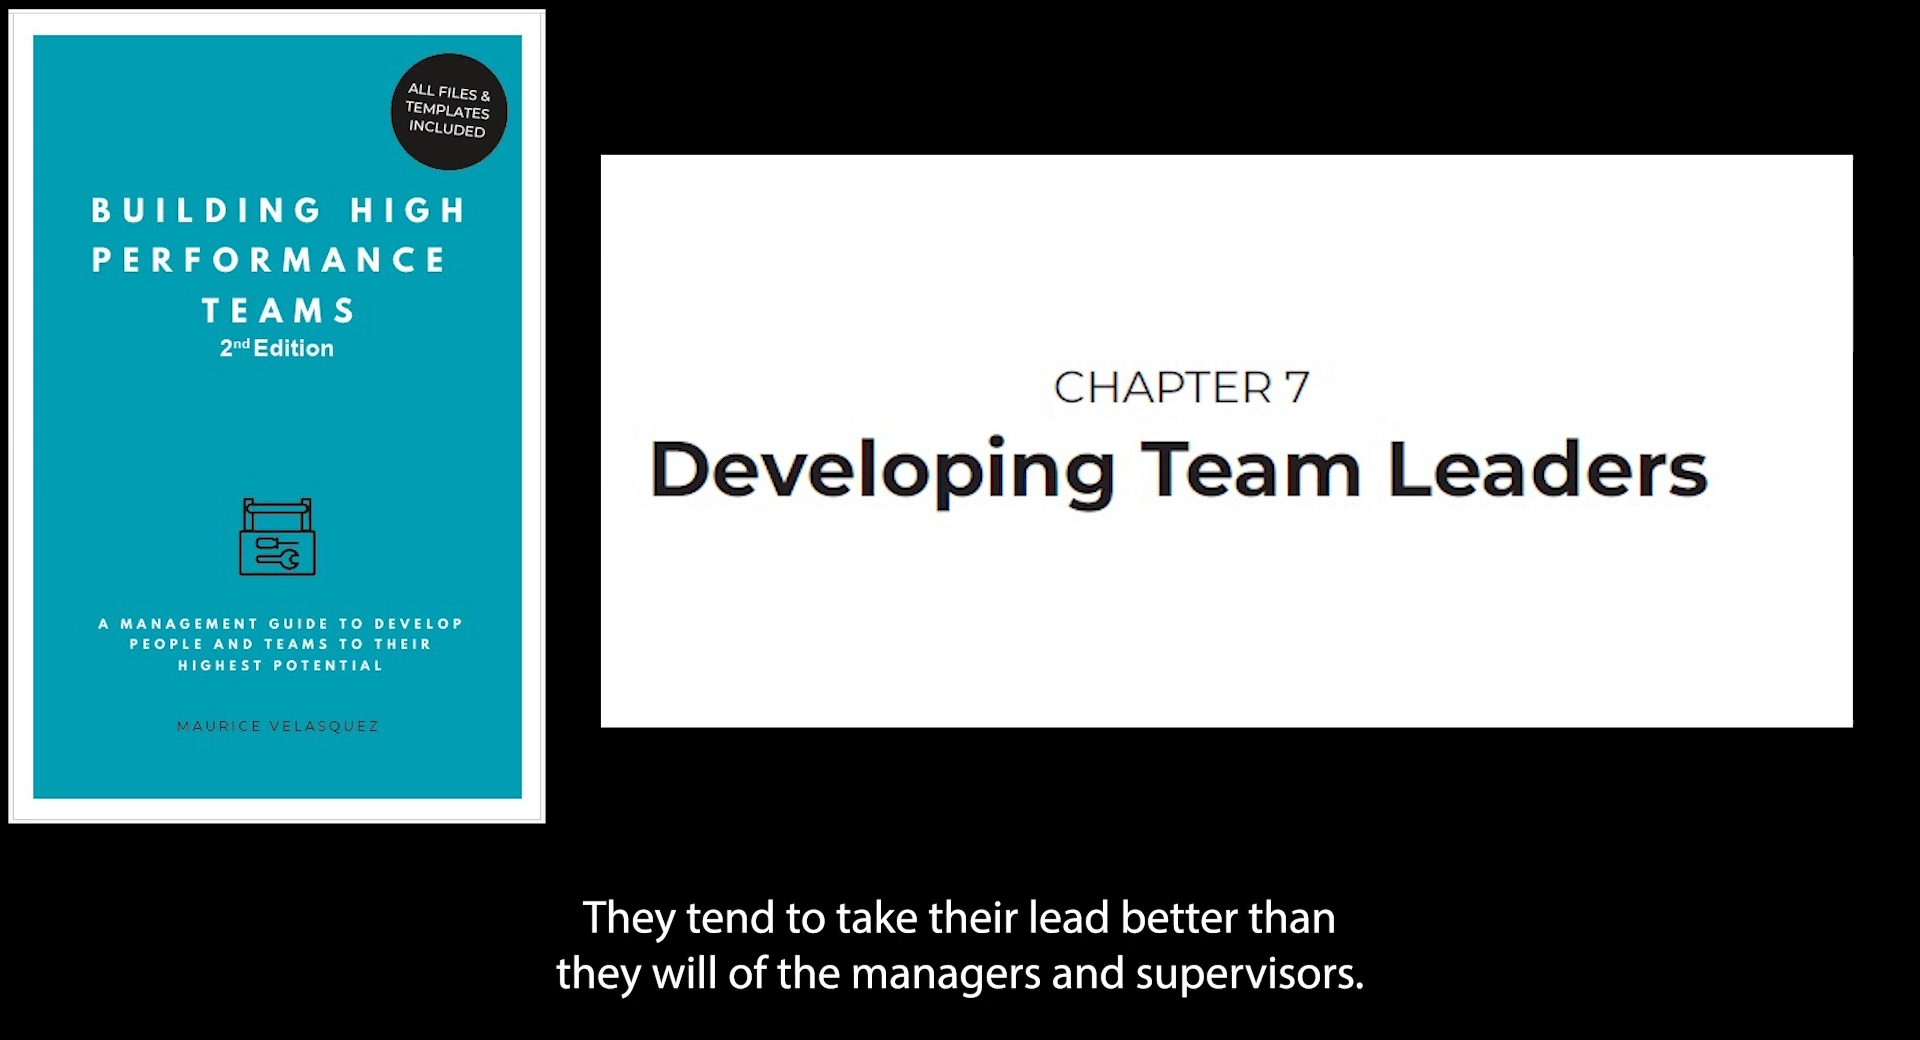 ALL FILES &
TEMPLATES
INCLUDED
BUILDING HIGH
PERFORMANCE
TEAMS
2nd Edition
A MANAGEMENT GUIDE TO DEVELOP
PEOPLE AND TEAMS TO THEIR
HIGHEST POTENTIAL
MAURICE VELASQUEZ
CHAPTER 7
Developing Team Leaders
They tend to take their lead better than
they will of the managers and supervisors.